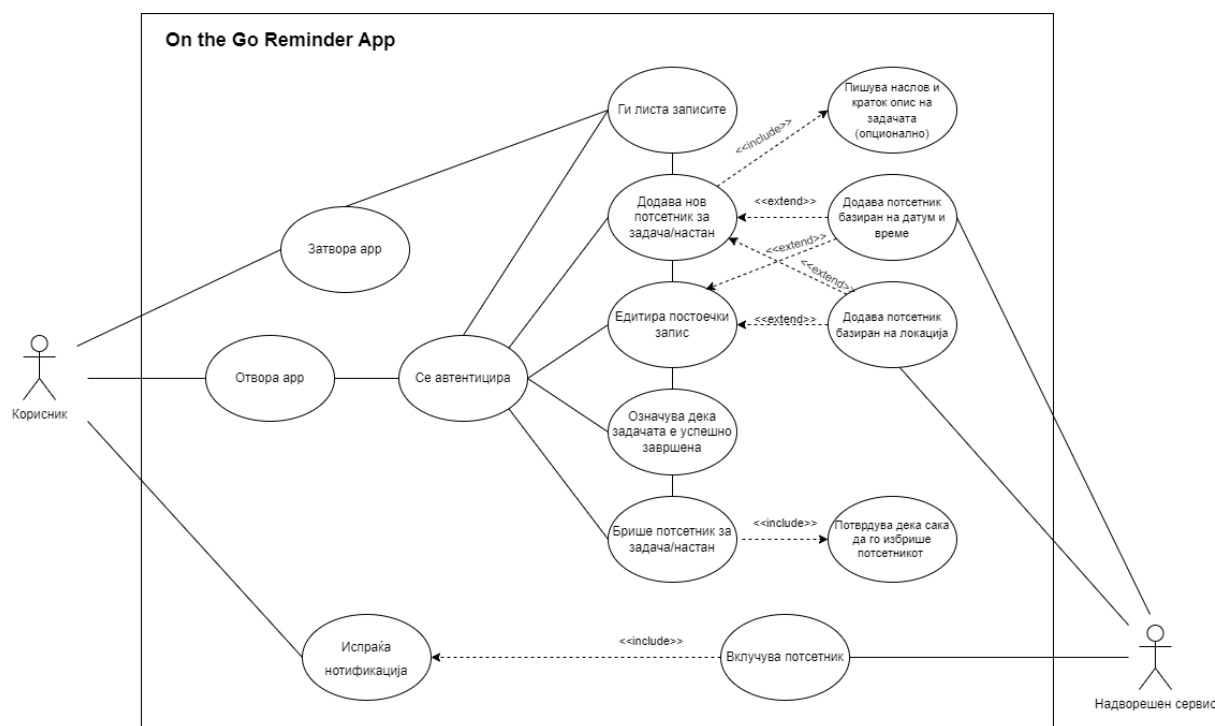 On the Go Reminder App
Ги листа записите
Пишува наслов и
краток опис на
задачата
(опционално)
<<include>>
Додава нов
потсетник за
задача/настан
<<extend>>
Додава потсетник
базиран на датум и
време
Затвора app
<<extend>>
<<extend>>
Едитира постоечки
запис
<<extend>>
Додава потсетник
базиран на локација
Корисник
Отвора app
Се автентицира
Означува дека
задачата е успешно
завршена
Брише потсетник за
задача/настан
<<include>>
Потврдува дека сака
да го избрише
потсетникот
Испраќа
нотификација
<<include>>
Вклучува потсетник
Надворешен сервис